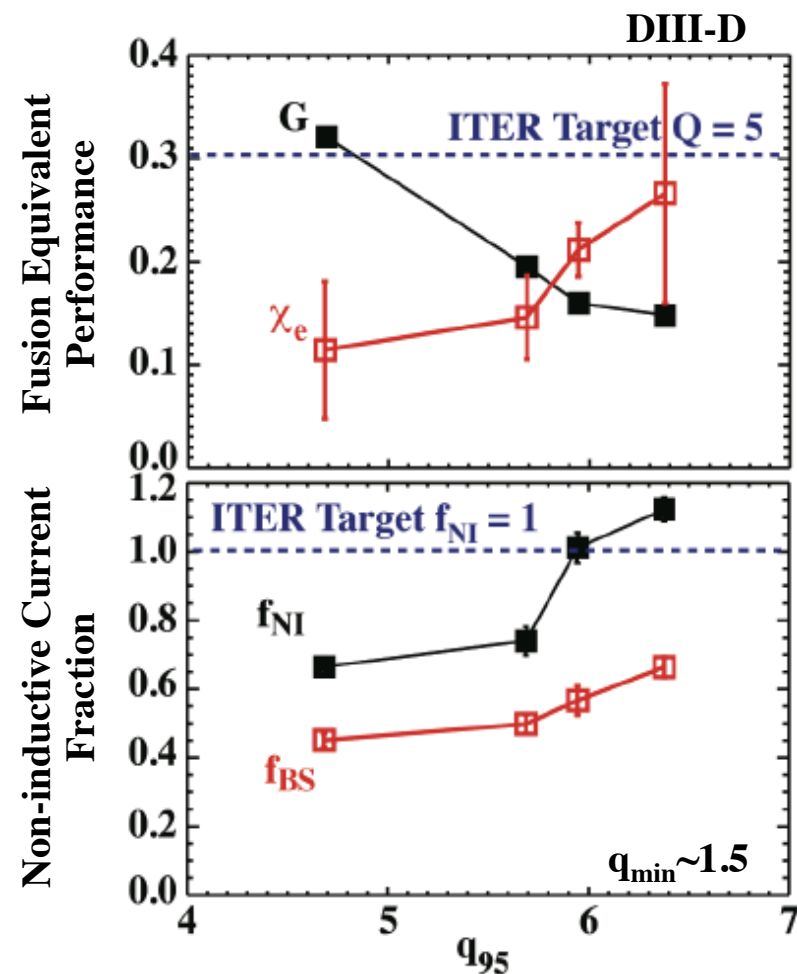 DIII-D
Fusion Equivalent
Performance
0.4
0.3
0.2
0.1
0.0
G
ITER Target Q = 5
χe
Non-inductive Current
Fraction
1.2
1.0
0.8
0.6
0.4
0.2
0.0
ITER Target fNI = 1
fNI
fBS
qmin~1.5
4 5 6 7
q95